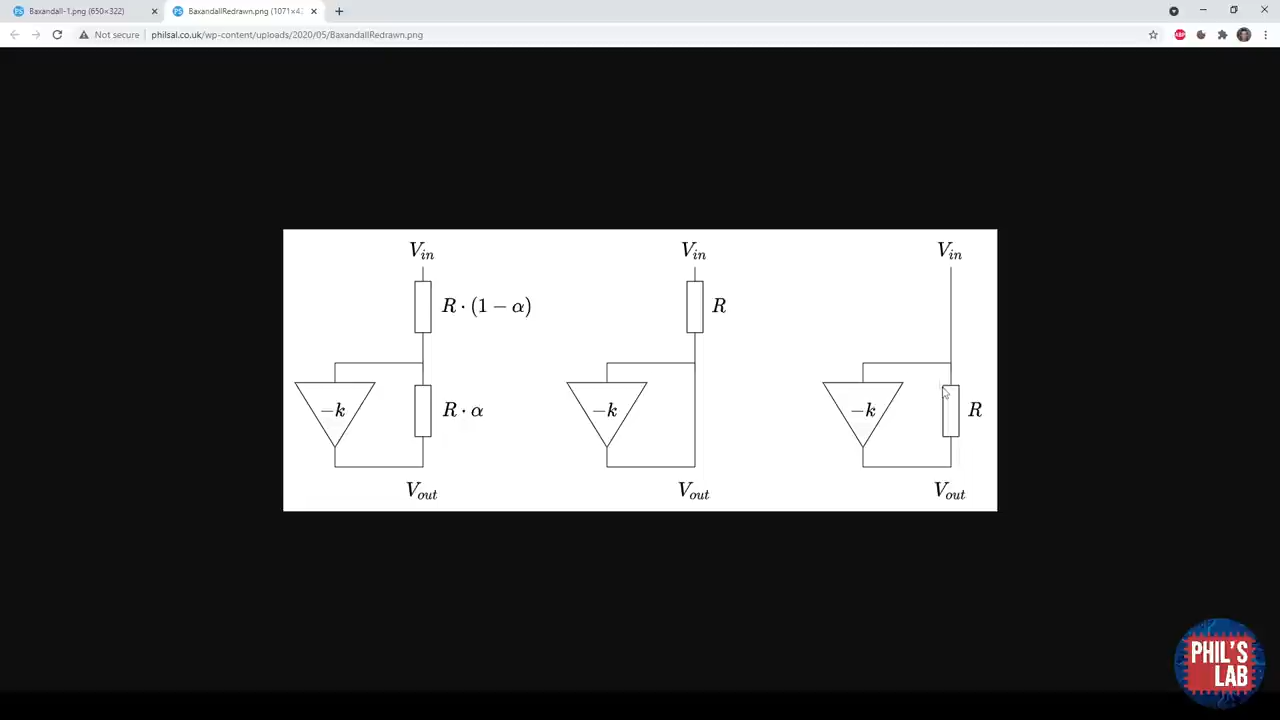 Baxandall-1.png (650×322)
BaxandallRedrawn.png (1071×4
Not secure
philsal.co.uk/wp-content/uploads/2020/05/BaxandallRedrawn.png
ABP
V_in
V_in
V_in
R · (1 − α)
R
−k
R · α
−k
−k
R
V_out
V_out
V_out
PHIL'S
LAB